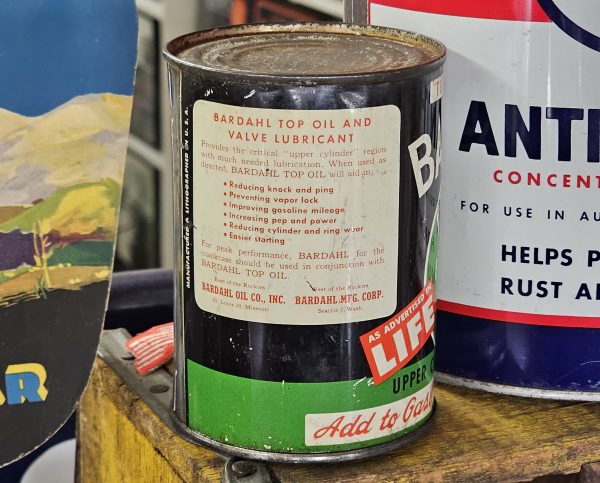 MANUFACTURED & LITHOGRAPHED IN U.S.A.
BARDAHL TOP OIL AND
VALVE LUBRICANT
Provides the critical "upper cylinder" region
with much needed lubrication. When used as
directed, BARDAHL TOP OIL will aid in:
• Reducing knock and ping
• Preventing vapor lock
• Improving gasoline mileage
• Increasing pep and power
• Reducing cylinder and ring wear
• Easier starting
For peak performance, BARDAHL for the
crankcase should be used in conjunction with
BARDAHL TOP OIL.
East of the Rockies West of the Rockies
BARDAHL OIL CO., INC. BARDAHL MFG. CORP.
St. Louis 10, Missouri Seattle 7, Wash.
T
BA
AS ADVERTISED IN
LIFE
UPPER C
Add to Gas
ANTI
CONCENT
FOR USE IN AU
HELPS P
RUST A
AR